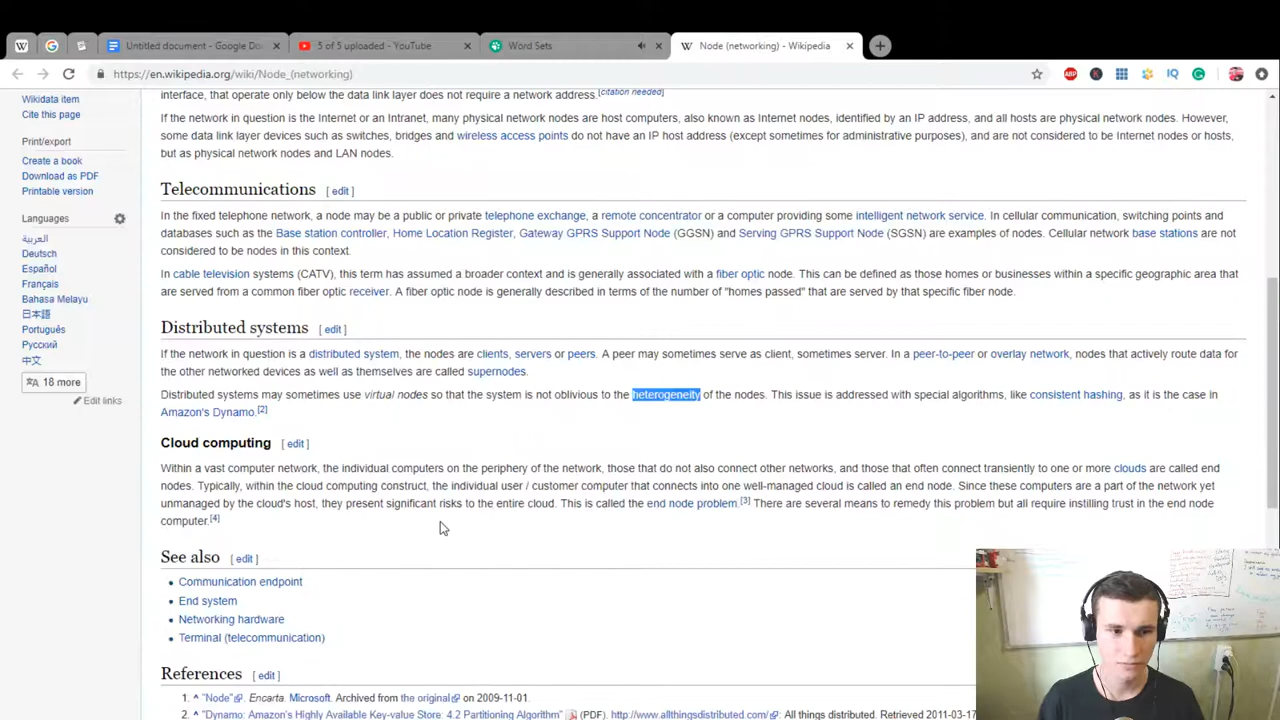 Untitled document - Google Do
5 of 5 uploaded - YouTube
Word Sets
Node (networking) - Wikipedia
https://en.wikipedia.org/wiki/Node_(networking)
Wikidata item
Cite this page
Print/export
Create a book
Download as PDF
Printable version
Languages
العربية
Deutsch
Español
Français
Bahasa Melayu
日本語
Português
Русский
中文
18 more
Edit links
interface, that operate only below the data link layer does not require a network address.[citation needed]
If the network in question is the Internet or an Intranet, many physical network nodes are host computers, also known as Internet nodes, identified by an IP address, and all hosts are physical network nodes. However,
some data link layer devices such as switches, bridges and wireless access points do not have an IP host address (except sometimes for administrative purposes), and are not considered to be Internet nodes or hosts,
but as physical network nodes and LAN nodes.
Telecommunications [ edit ]
In the fixed telephone network, a node may be a public or private telephone exchange, a remote concentrator or a computer providing some intelligent network service. In cellular communication, switching points and
databases such as the Base station controller, Home Location Register, Gateway GPRS Support Node (GGSN) and Serving GPRS Support Node (SGSN) are examples of nodes. Cellular network base stations are not
considered to be nodes in this context.
In cable television systems (CATV), this term has assumed a broader context and is generally associated with a fiber optic node. This can be defined as those homes or businesses within a specific geographic area that
are served from a common fiber optic receiver. A fiber optic node is generally described in terms of the number of "homes passed" that are served by that specific fiber node.
Distributed systems [ edit ]
If the network in question is a distributed system, the nodes are clients, servers or peers. A peer may sometimes serve as client, sometimes server. In a peer-to-peer or overlay network, nodes that actively route data for
the other networked devices as well as themselves are called supernodes.
Distributed systems may sometimes use virtual nodes so that the system is not oblivious to the heterogeneity of the nodes. This issue is addressed with special algorithms, like consistent hashing, as it is the case in
Amazon's Dynamo.[2]
Cloud computing [ edit ]
Within a vast computer network, the individual computers on the periphery of the network, those that do not also connect other networks, and those that often connect transiently to one or more clouds are called end
nodes. Typically, within the cloud computing construct, the individual user / customer computer that connects into one well-managed cloud is called an end node. Since these computers are a part of the network yet
unmanaged by the cloud's host, they present significant risks to the entire cloud. This is called the end node problem.[3] There are several means to remedy this problem but all require instilling trust in the end node
computer.[4]
See also [ edit ]
Communication endpoint
End system
Networking hardware
Terminal (telecommunication)
References [ edit ]
1. ^ "Node". Encarta. Microsoft. Archived from the original on 2009-11-01.
2. ^ "Dynamo: Amazon's Highly Available Key-value Store: 4.2 Partitioning Algorithm" (PDF). http://www.allthingsdistributed.com/: All things distributed. Retrieved 2011-03-17